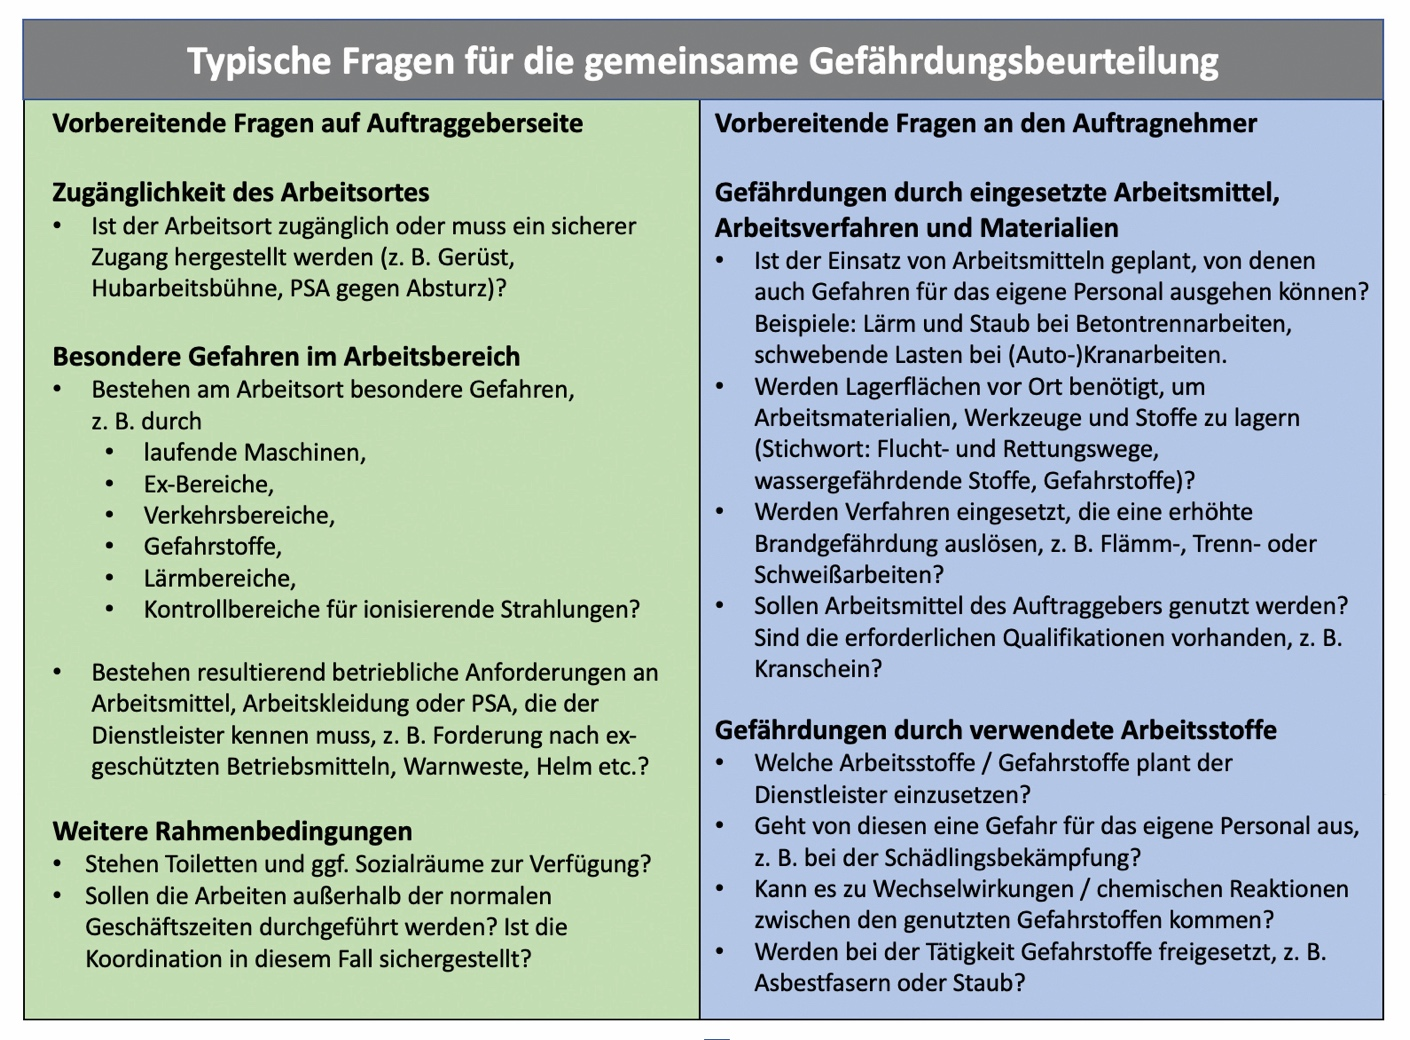 Typische Fragen für die gemeinsame Gefährdungsbeurteilung
Vorbereitende Fragen auf Auftraggeberseite
Zugänglichkeit des Arbeitsortes
• Ist der Arbeitsort zugänglich oder muss ein sicherer
Zugang hergestellt werden (z. B. Gerüst,
Hubarbeitsbühne, PSA gegen Absturz)?
Besondere Gefahren im Arbeitsbereich
• Bestehen am Arbeitsort besondere Gefahren,
z. B. durch
• laufende Maschinen,
• Ex-Bereiche,
• Verkehrsbereiche,
• Gefahrstoffe,
• Lärmbereiche,
• Kontrollbereiche für ionisierende Strahlungen?
• Bestehen resultierend betriebliche Anforderungen an
Arbeitsmittel, Arbeitskleidung oder PSA, die der
Dienstleister kennen muss, z. B. Forderung nach ex-
geschützten Betriebsmitteln, Warnweste, Helm etc.?
Weitere Rahmenbedingungen
• Stehen Toiletten und ggf. Sozialräume zur Verfügung?
• Sollen die Arbeiten außerhalb der normalen
Geschäftszeiten durchgeführt werden? Ist die
Koordination in diesem Fall sichergestellt?
Vorbereitende Fragen an den Auftragnehmer
Gefährdungen durch eingesetzte Arbeitsmittel,
Arbeitsverfahren und Materialien
• Ist der Einsatz von Arbeitsmitteln geplant, von denen
auch Gefahren für das eigene Personal ausgehen können?
Beispiele: Lärm und Staub bei Betontrennarbeiten,
schwebende Lasten bei (Auto-)Kranarbeiten.
• Werden Lagerflächen vor Ort benötigt, um
Arbeitsmaterialien, Werkzeuge und Stoffe zu lagern
(Stichwort: Flucht- und Rettungswege,
wassergefährdende Stoffe, Gefahrstoffe)?
• Werden Verfahren eingesetzt, die eine erhöhte
Brandgefährdung auslösen, z. B. Flämm-, Trenn- oder
Schweißarbeiten?
• Sollen Arbeitsmittel des Auftraggebers genutzt werden?
Sind die erforderlichen Qualifikationen vorhanden, z. B.
Kranschein?
Gefährdungen durch verwendete Arbeitsstoffe
• Welche Arbeitsstoffe / Gefahrstoffe plant der
Dienstleister einzusetzen?
• Geht von diesen eine Gefahr für das eigene Personal aus,
z. B. bei der Schädlingsbekämpfung?
• Kann es zu Wechselwirkungen / chemischen Reaktionen
zwischen den genutzten Gefahrstoffen kommen?
• Werden bei der Tätigkeit Gefahrstoffe freigesetzt, z. B.
Asbestfasern oder Staub?